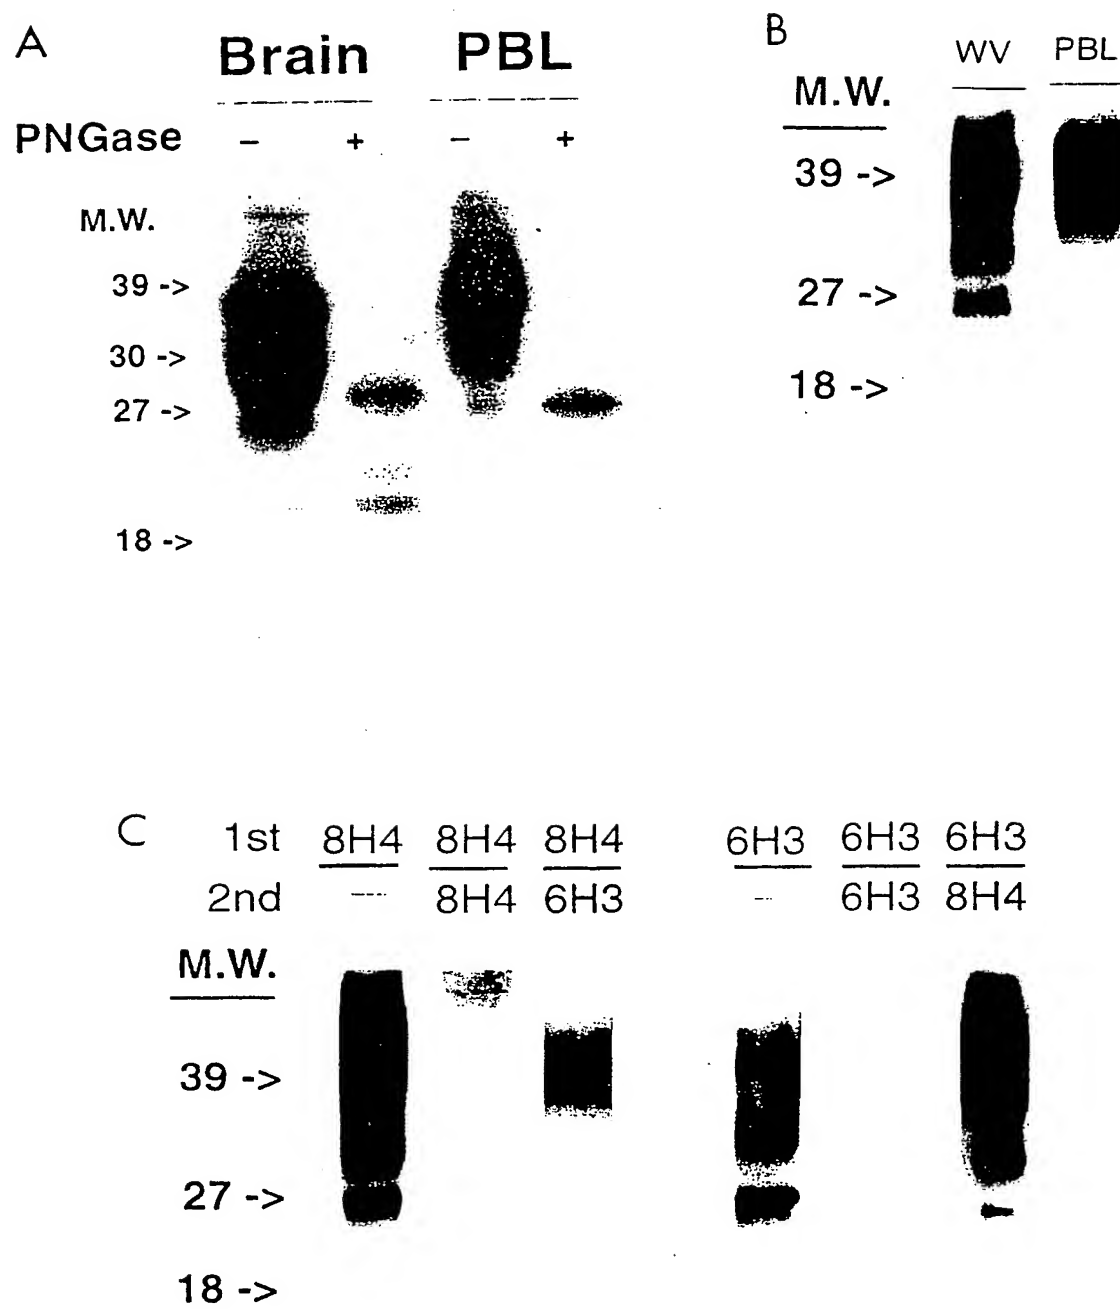 A
Brain PBL
PNGase - + - +
M.W.
39 ->
30 ->
27 ->
18 ->
B
WV PBL
M.W.
39 ->
27 ->
18 ->
C
1st 8H4 8H4 8H4 6H3 6H3 6H3
2nd --- 8H4 6H3 -- 6H3 8H4
M.W.
39 ->
27 ->
18 ->